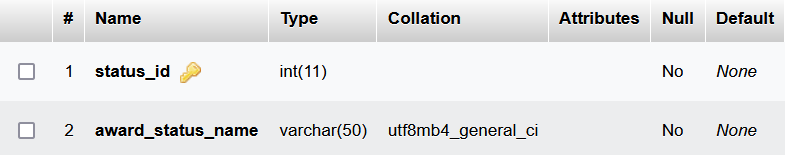 # Name Type Collation Attributes Null Default
1 status_id int(11) No None
2 award_status_name varchar(50) utf8mb4_general_ci No None